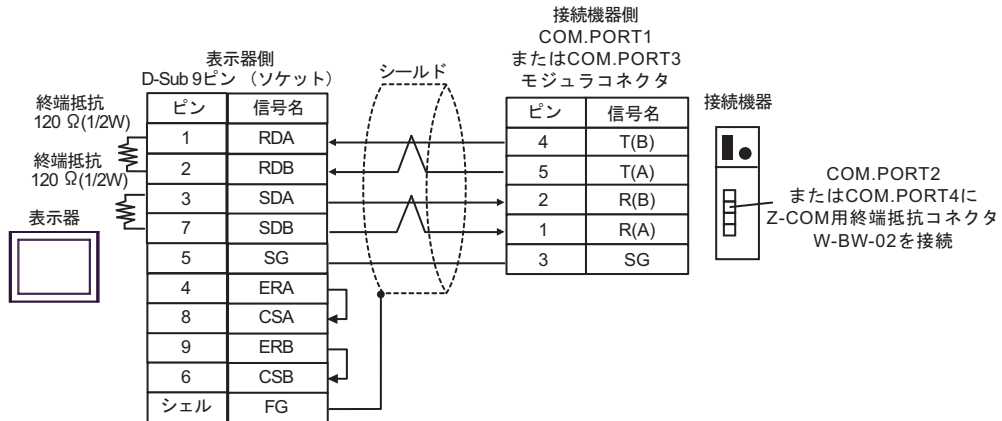 接続機器側
COM.PORT1
またはCOM.PORT3
モジュラコネクタ
表示器側
D-Sub 9ピン （ソケット）
シールド
終端抵抗
120 Ω(1/2W)
終端抵抗
120 Ω(1/2W)
表示器
ピン 信号名
1 RDA
2 RDB
3 SDA
7 SDB
5 SG
4 ERA
8 CSA
9 ERB
6 CSB
シェル FG
ピン 信号名
4 T(B)
5 T(A)
2 R(B)
1 R(A)
3 SG
接続機器
COM.PORT2
またはCOM.PORT4に
Z-COM用終端抵抗コネクタ
W-BW-02を接続